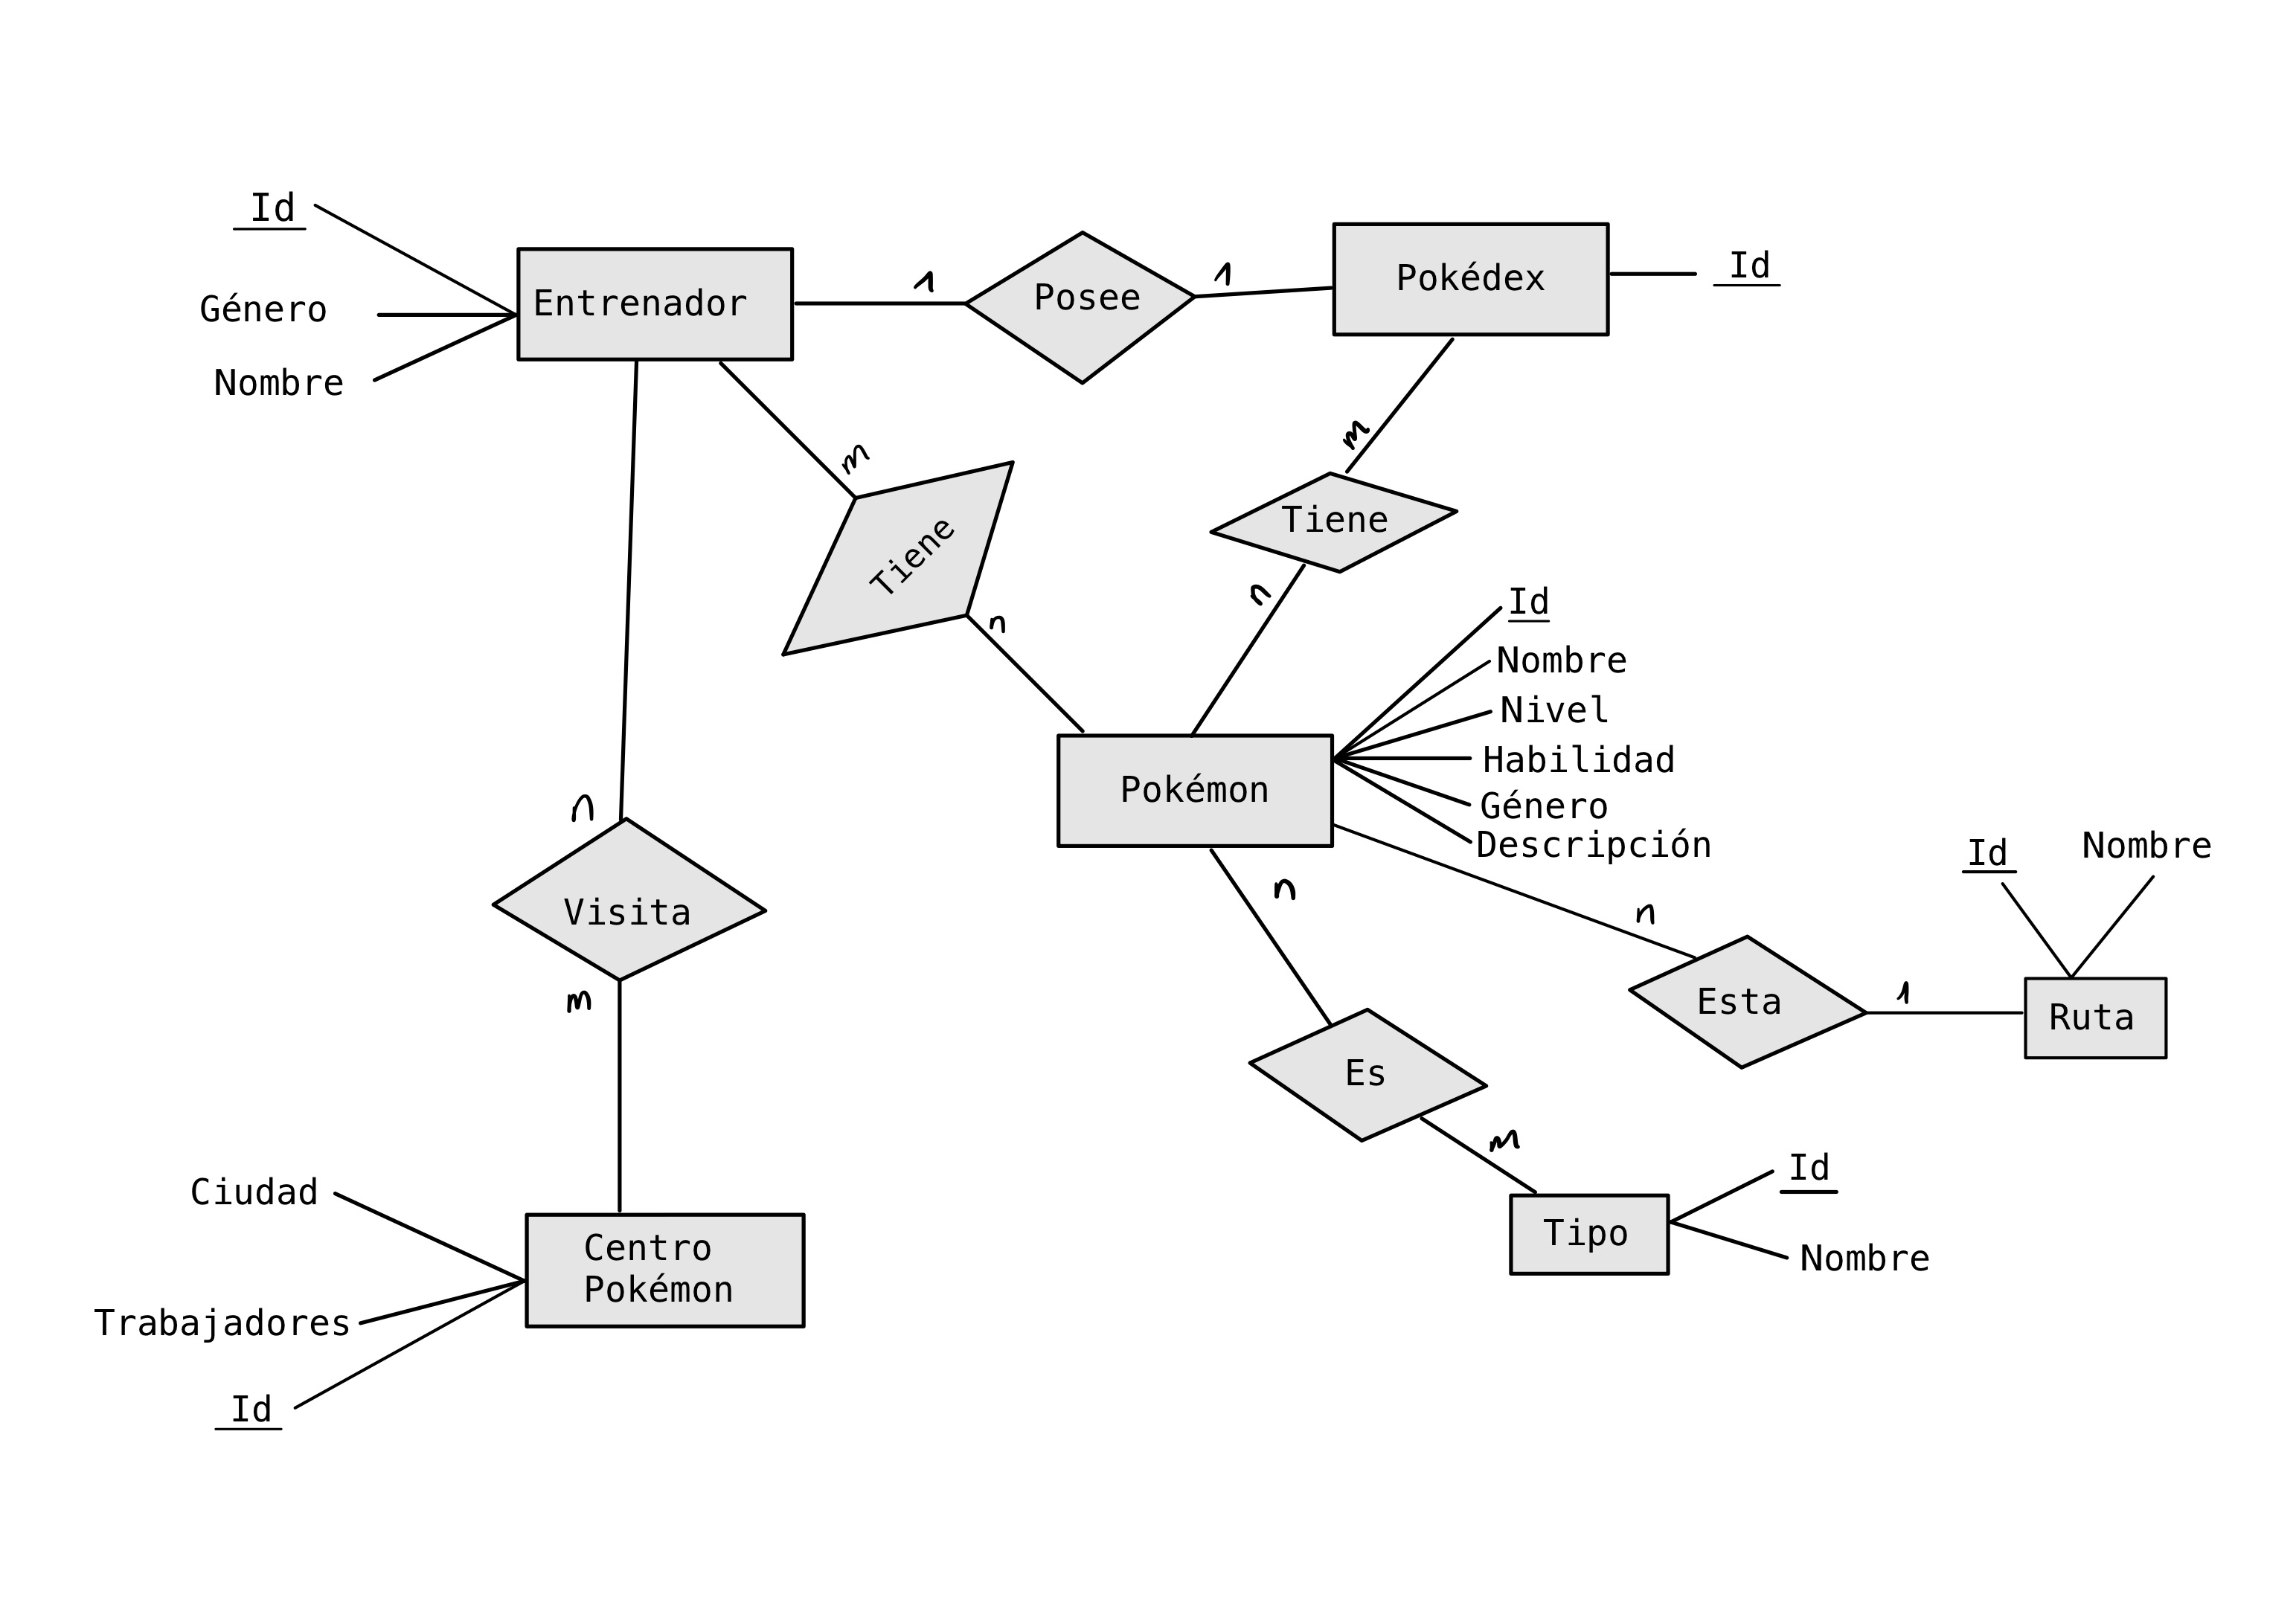 Id
Género
Nombre
Entrenador
1
Posee
1
Pokédex
Id
m
Tiene
n
m
Tiene
n
Id
Nombre
Nivel
Habilidad
Género
Descripción
Pokémon
n
Visita
m
n
Esta
1
Id
Nombre
Ruta
n
Es
m
Tipo
Id
Nombre
Ciudad
Trabajadores
Id
Centro
Pokémon